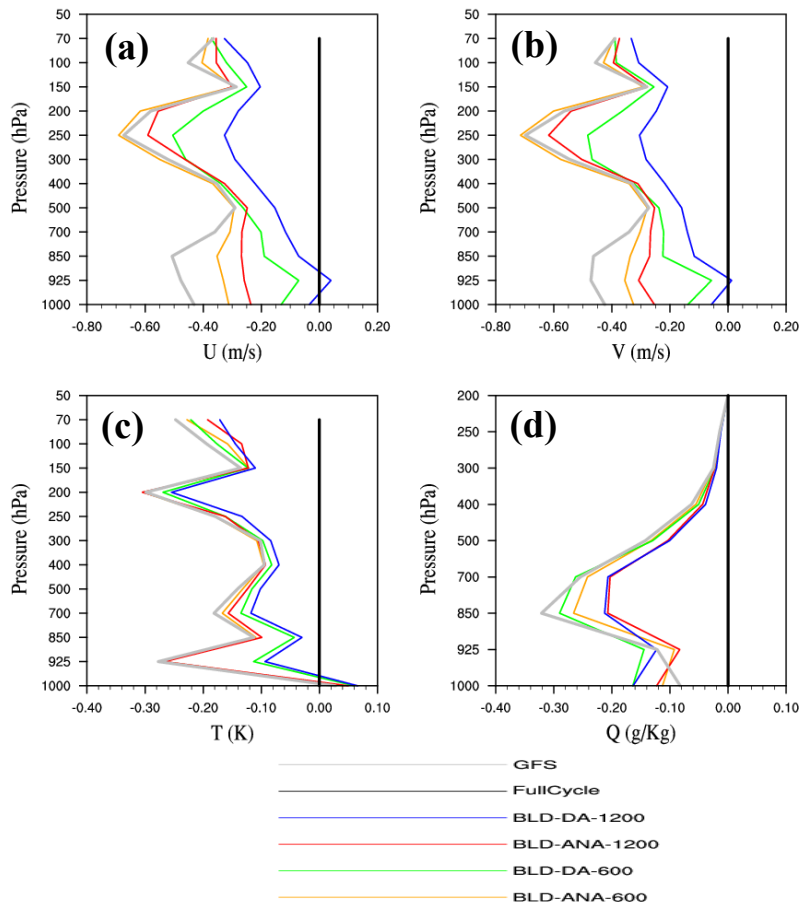 50
70
100
150
200
250
300
400
500
700
850
925
1000
Pressure (hPa)
(a)
-0.80 -0.60 -0.40 -0.20 0.00 0.20
U (m/s)
50
70
100
150
200
250
300
400
500
700
850
925
1000
Pressure (hPa)
(b)
-0.80 -0.60 -0.40 -0.20 0.00 0.20
V (m/s)
50
70
100
150
200
250
300
400
500
700
850
925
1000
Pressure (hPa)
(c)
-0.40 -0.30 -0.20 -0.10 0.00 0.10
T (K)
200
250
300
400
500
700
850
925
1000
Pressure (hPa)
(d)
-0.40 -0.30 -0.20 -0.10 0.00 0.10
Q (g/Kg)
GFS
FullCycle
BLD-DA-1200
BLD-ANA-1200
BLD-DA-600
BLD-ANA-600